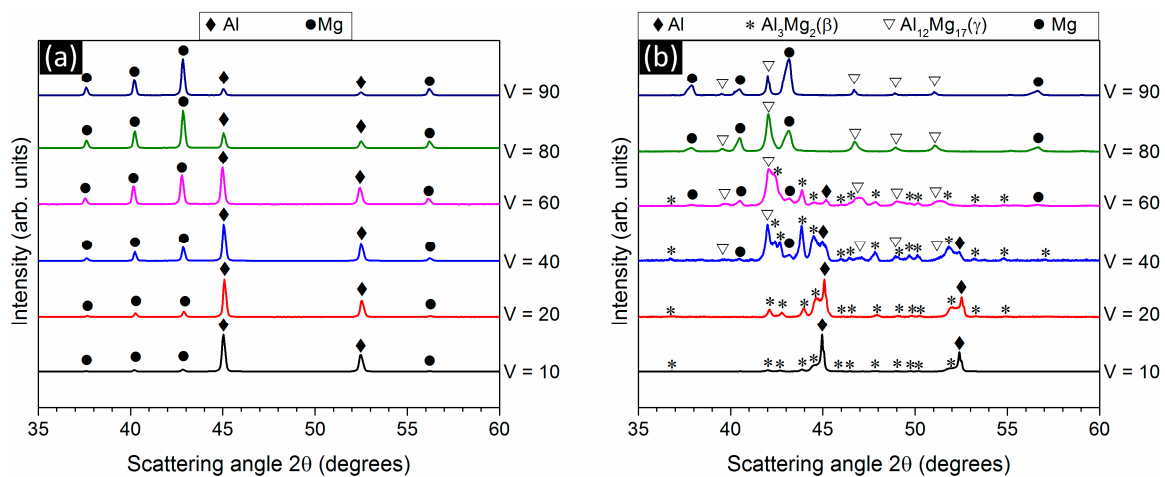 Al Mg
(a)
V = 90
V = 80
V = 60
V = 40
V = 20
V = 10
Intensity (arb. units)
35 40 45 50 55 60
Scattering angle 2θ (degrees)
Al * Al₃Mg₂(β) Al₁₂Mg₁₇(γ) Mg
(b)
V = 90
V = 80
V = 60
V = 40
V = 20
V = 10
Intensity (arb. units)
35 40 45 50 55 60
Scattering angle 2θ (degrees)